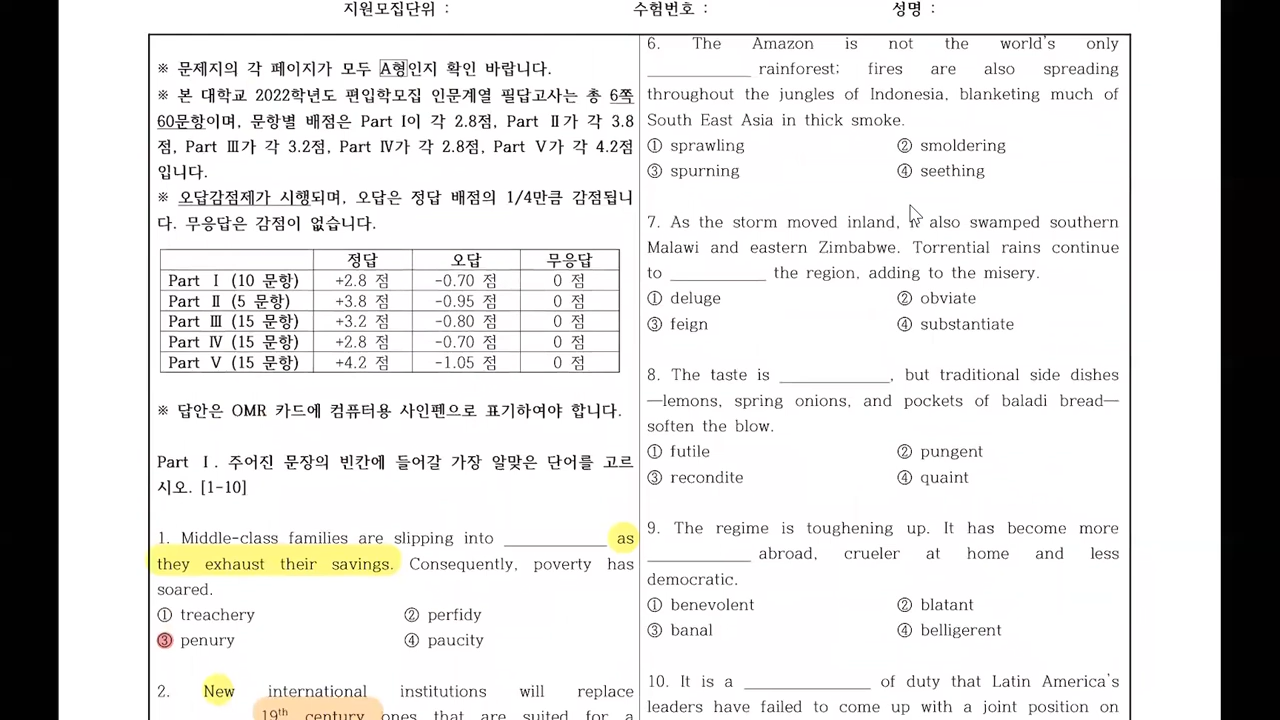 지원모집단위 :
수험번호 :
성명 :
※ 문제지의 각 페이지가 모두 A형인지 확인 바랍니다.
※ 본 대학교 2022학년도 편입학모집 인문계열 필답고사는 총 6쪽
60문항이며, 문항별 배점은 Part Ⅰ이 각 2.8점, Part Ⅱ가 각 3.8
점, Part Ⅲ가 각 3.2점, Part Ⅳ가 각 2.8점, Part Ⅴ가 각 4.2점
입니다.
※ 오답감점제가 시행되며, 오답은 정답 배점의 1/4만큼 감점됩니
다. 무응답은 감점이 없습니다.
정답 오답 무응답
Part Ⅰ (10 문항) +2.8 점 -0.70 점 0 점
Part Ⅱ (5 문항) +3.8 점 -0.95 점 0 점
Part Ⅲ (15 문항) +3.2 점 -0.80 점 0 점
Part Ⅳ (15 문항) +2.8 점 -0.70 점 0 점
Part Ⅴ (15 문항) +4.2 점 -1.05 점 0 점
※ 답안은 OMR 카드에 컴퓨터용 사인펜으로 표기하여야 합니다.
Part Ⅰ. 주어진 문장의 빈칸에 들어갈 가장 알맞은 단어를 고르
시오. [1-10]
1. Middle-class families are slipping into __________ as
they exhaust their savings. Consequently, poverty has
soared.
① treachery ② perfidy
③ penury ④ paucity
2. New international institutions will replace
19th century ones that are suited for a
6. The Amazon is not the world's only
__________ rainforest; fires are also spreading
throughout the jungles of Indonesia, blanketing much of
South East Asia in thick smoke.
① sprawling ② smoldering
③ spurning ④ seething
7. As the storm moved inland, it also swamped southern
Malawi and eastern Zimbabwe. Torrential rains continue
to __________ the region, adding to the misery.
① deluge ② obviate
③ feign ④ substantiate
8. The taste is ___________, but traditional side dishes
—lemons, spring onions, and pockets of baladi bread—
soften the blow.
① futile ② pungent
③ recondite ④ quaint
9. The regime is toughening up. It has become more
___________ abroad, crueler at home and less
democratic.
① benevolent ② blatant
③ banal ④ belligerent
10. It is a ____________ of duty that Latin America's
leaders have failed to come up with a joint position on